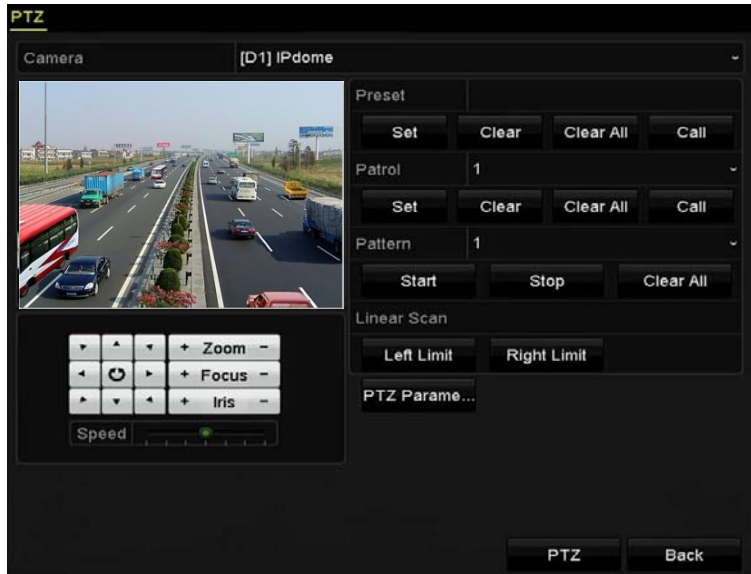 PTZ
Camera [D1] IPdome
Preset
Set Clear Clear All Call
Patrol 1
Set Clear Clear All Call
Pattern 1
Start Stop Clear All
Linear Scan
Left Limit Right Limit
PTZ Parame...
+ Zoom -
+ Focus -
+ Iris -
Speed
PTZ Back